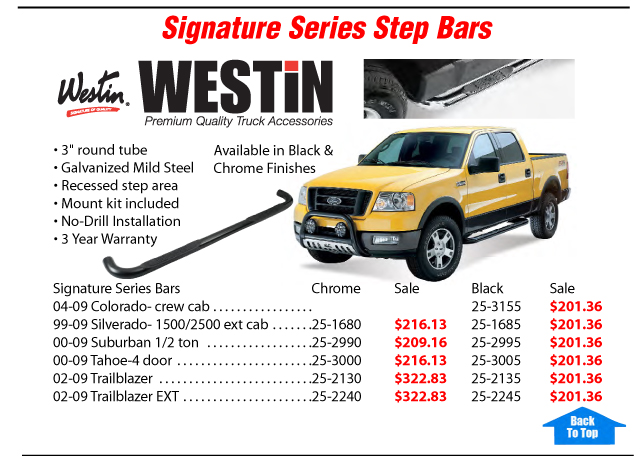 Signature Series Step Bars
Westin®
SIGNATURE OF QUALITY
WESTiN
Premium Quality Truck Accessories
• 3" round tube
• Galvanized Mild Steel
• Recessed step area
• Mount kit included
• No-Drill Installation
• 3 Year Warranty
Available in Black &
Chrome Finishes
Signature Series Bars Chrome Sale Black Sale
04-09 Colorado- crew cab . . . . . . . . . . . . . . . . . 25-3155 $201.36
99-09 Silverado- 1500/2500 ext cab . . . . . . .25-1680 $216.13 25-1685 $201.36
00-09 Suburban 1/2 ton . . . . . . . . . . . . . . . . . .25-2990 $209.16 25-2995 $201.36
00-09 Tahoe-4 door . . . . . . . . . . . . . . . . . . . . . . .25-3000 $216.13 25-3005 $201.36
02-09 Trailblazer . . . . . . . . . . . . . . . . . . . . . . . . . .25-2130 $322.83 25-2135 $201.36
02-09 Trailblazer EXT . . . . . . . . . . . . . . . . . . . . . .25-2240 $322.83 25-2245 $201.36
Back
To Top